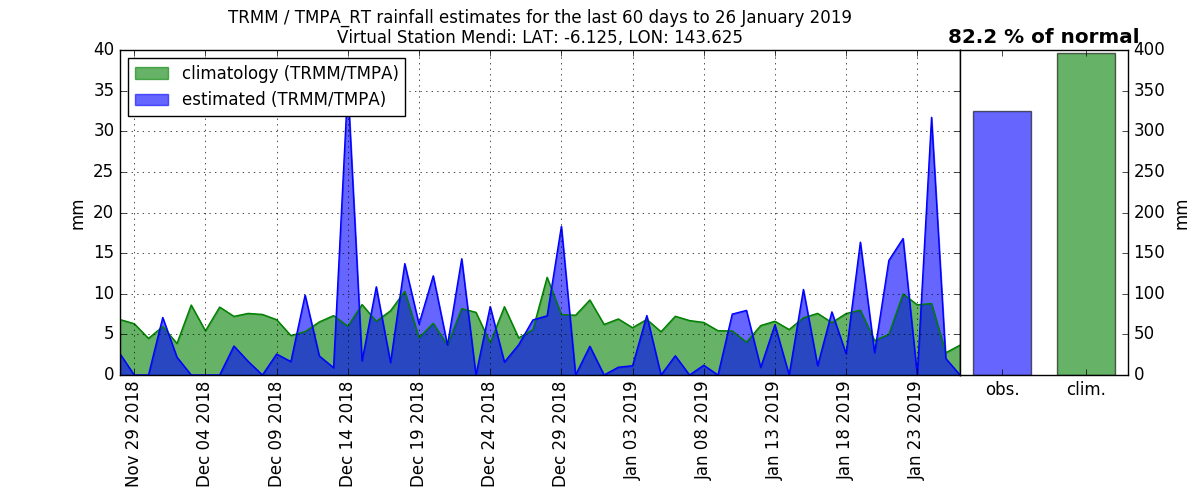 TRMM / TMPA_RT rainfall estimates for the last 60 days to 26 January 2019
Virtual Station Mendi: LAT: -6.125, LON: 143.625
82.2 % of normal
climatology (TRMM/TMPA)
estimated (TRMM/TMPA)
40
35
30
25
20
15
10
5
0
mm
400
350
300
250
200
150
100
50
0
mm
Nov 29 2018
Dec 04 2018
Dec 09 2018
Dec 14 2018
Dec 19 2018
Dec 24 2018
Dec 29 2018
Jan 03 2019
Jan 08 2019
Jan 13 2019
Jan 18 2019
Jan 23 2019
obs.
clim.